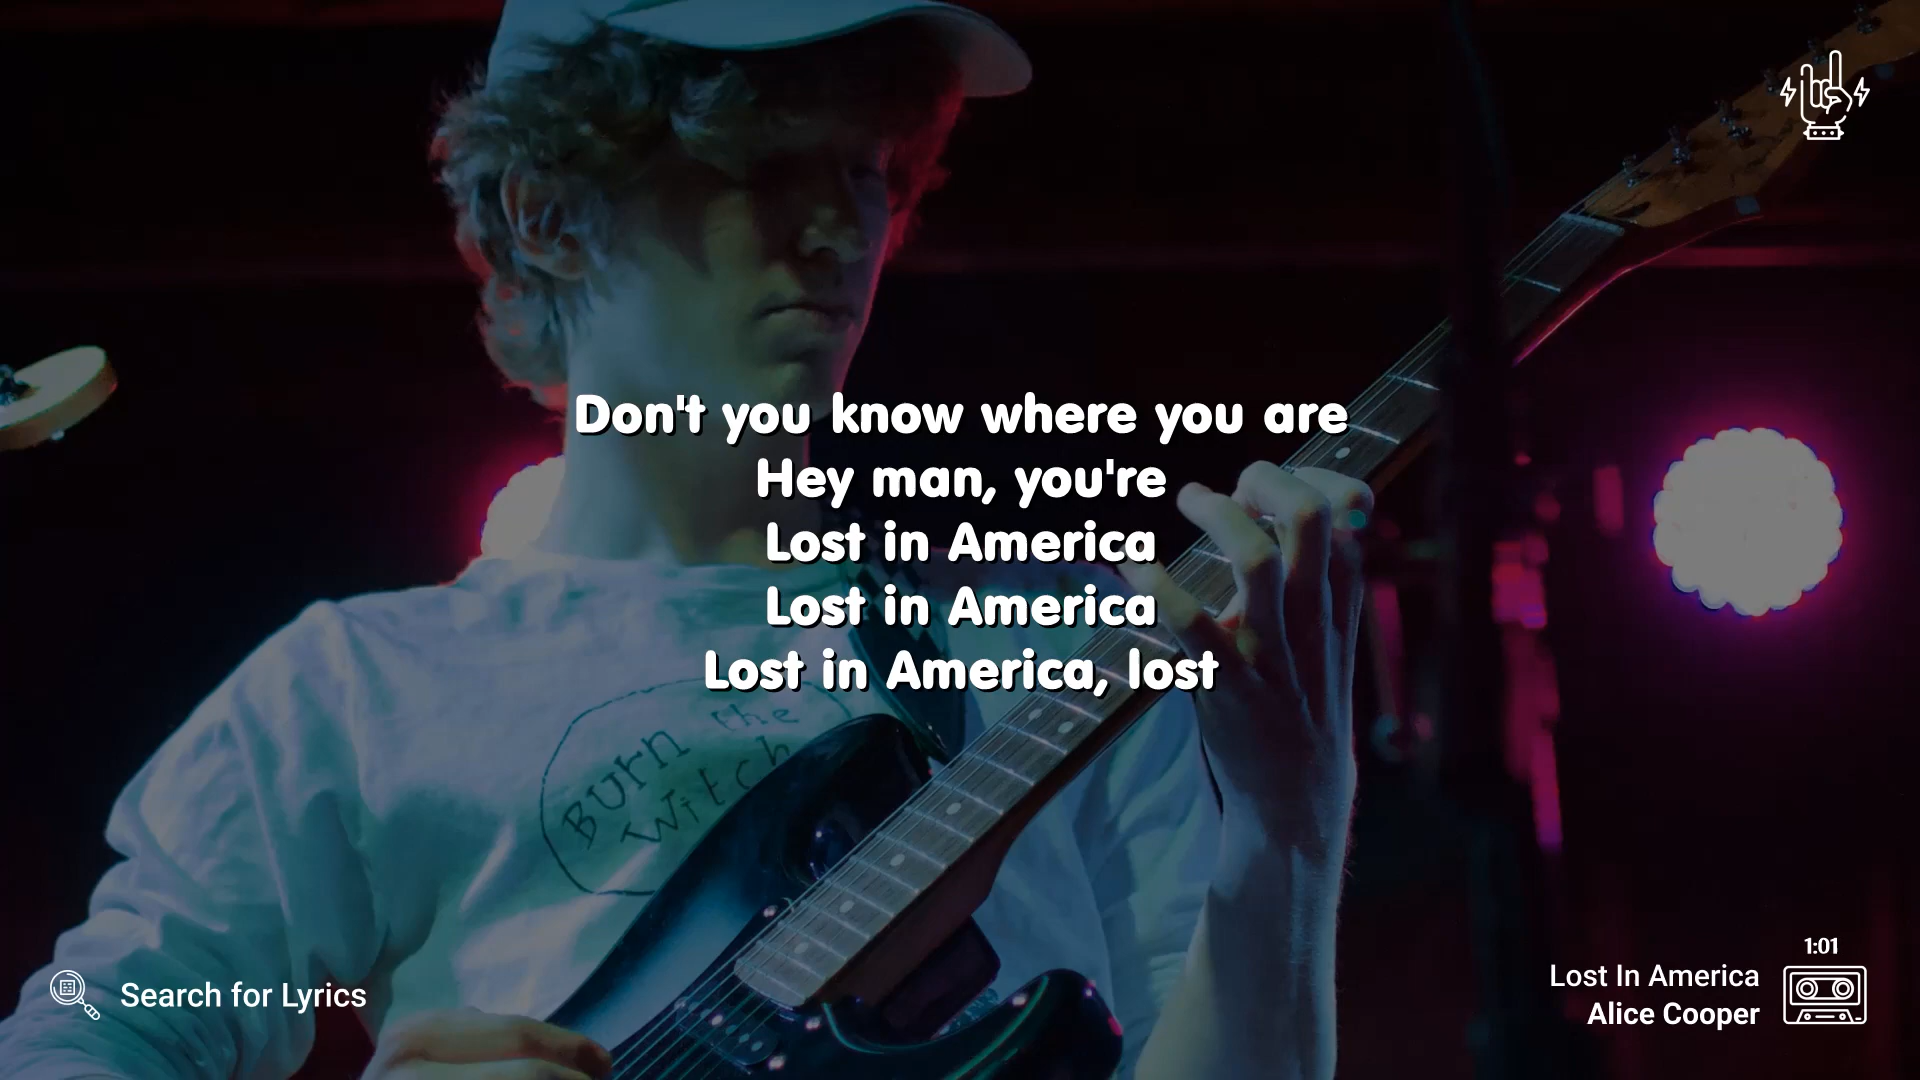 Don't you know where you are
Hey man, you're
Lost in America
Lost in America
Lost in America, lost
Burn the
Witch
1:01
Search for Lyrics
Lost In America
Alice Cooper